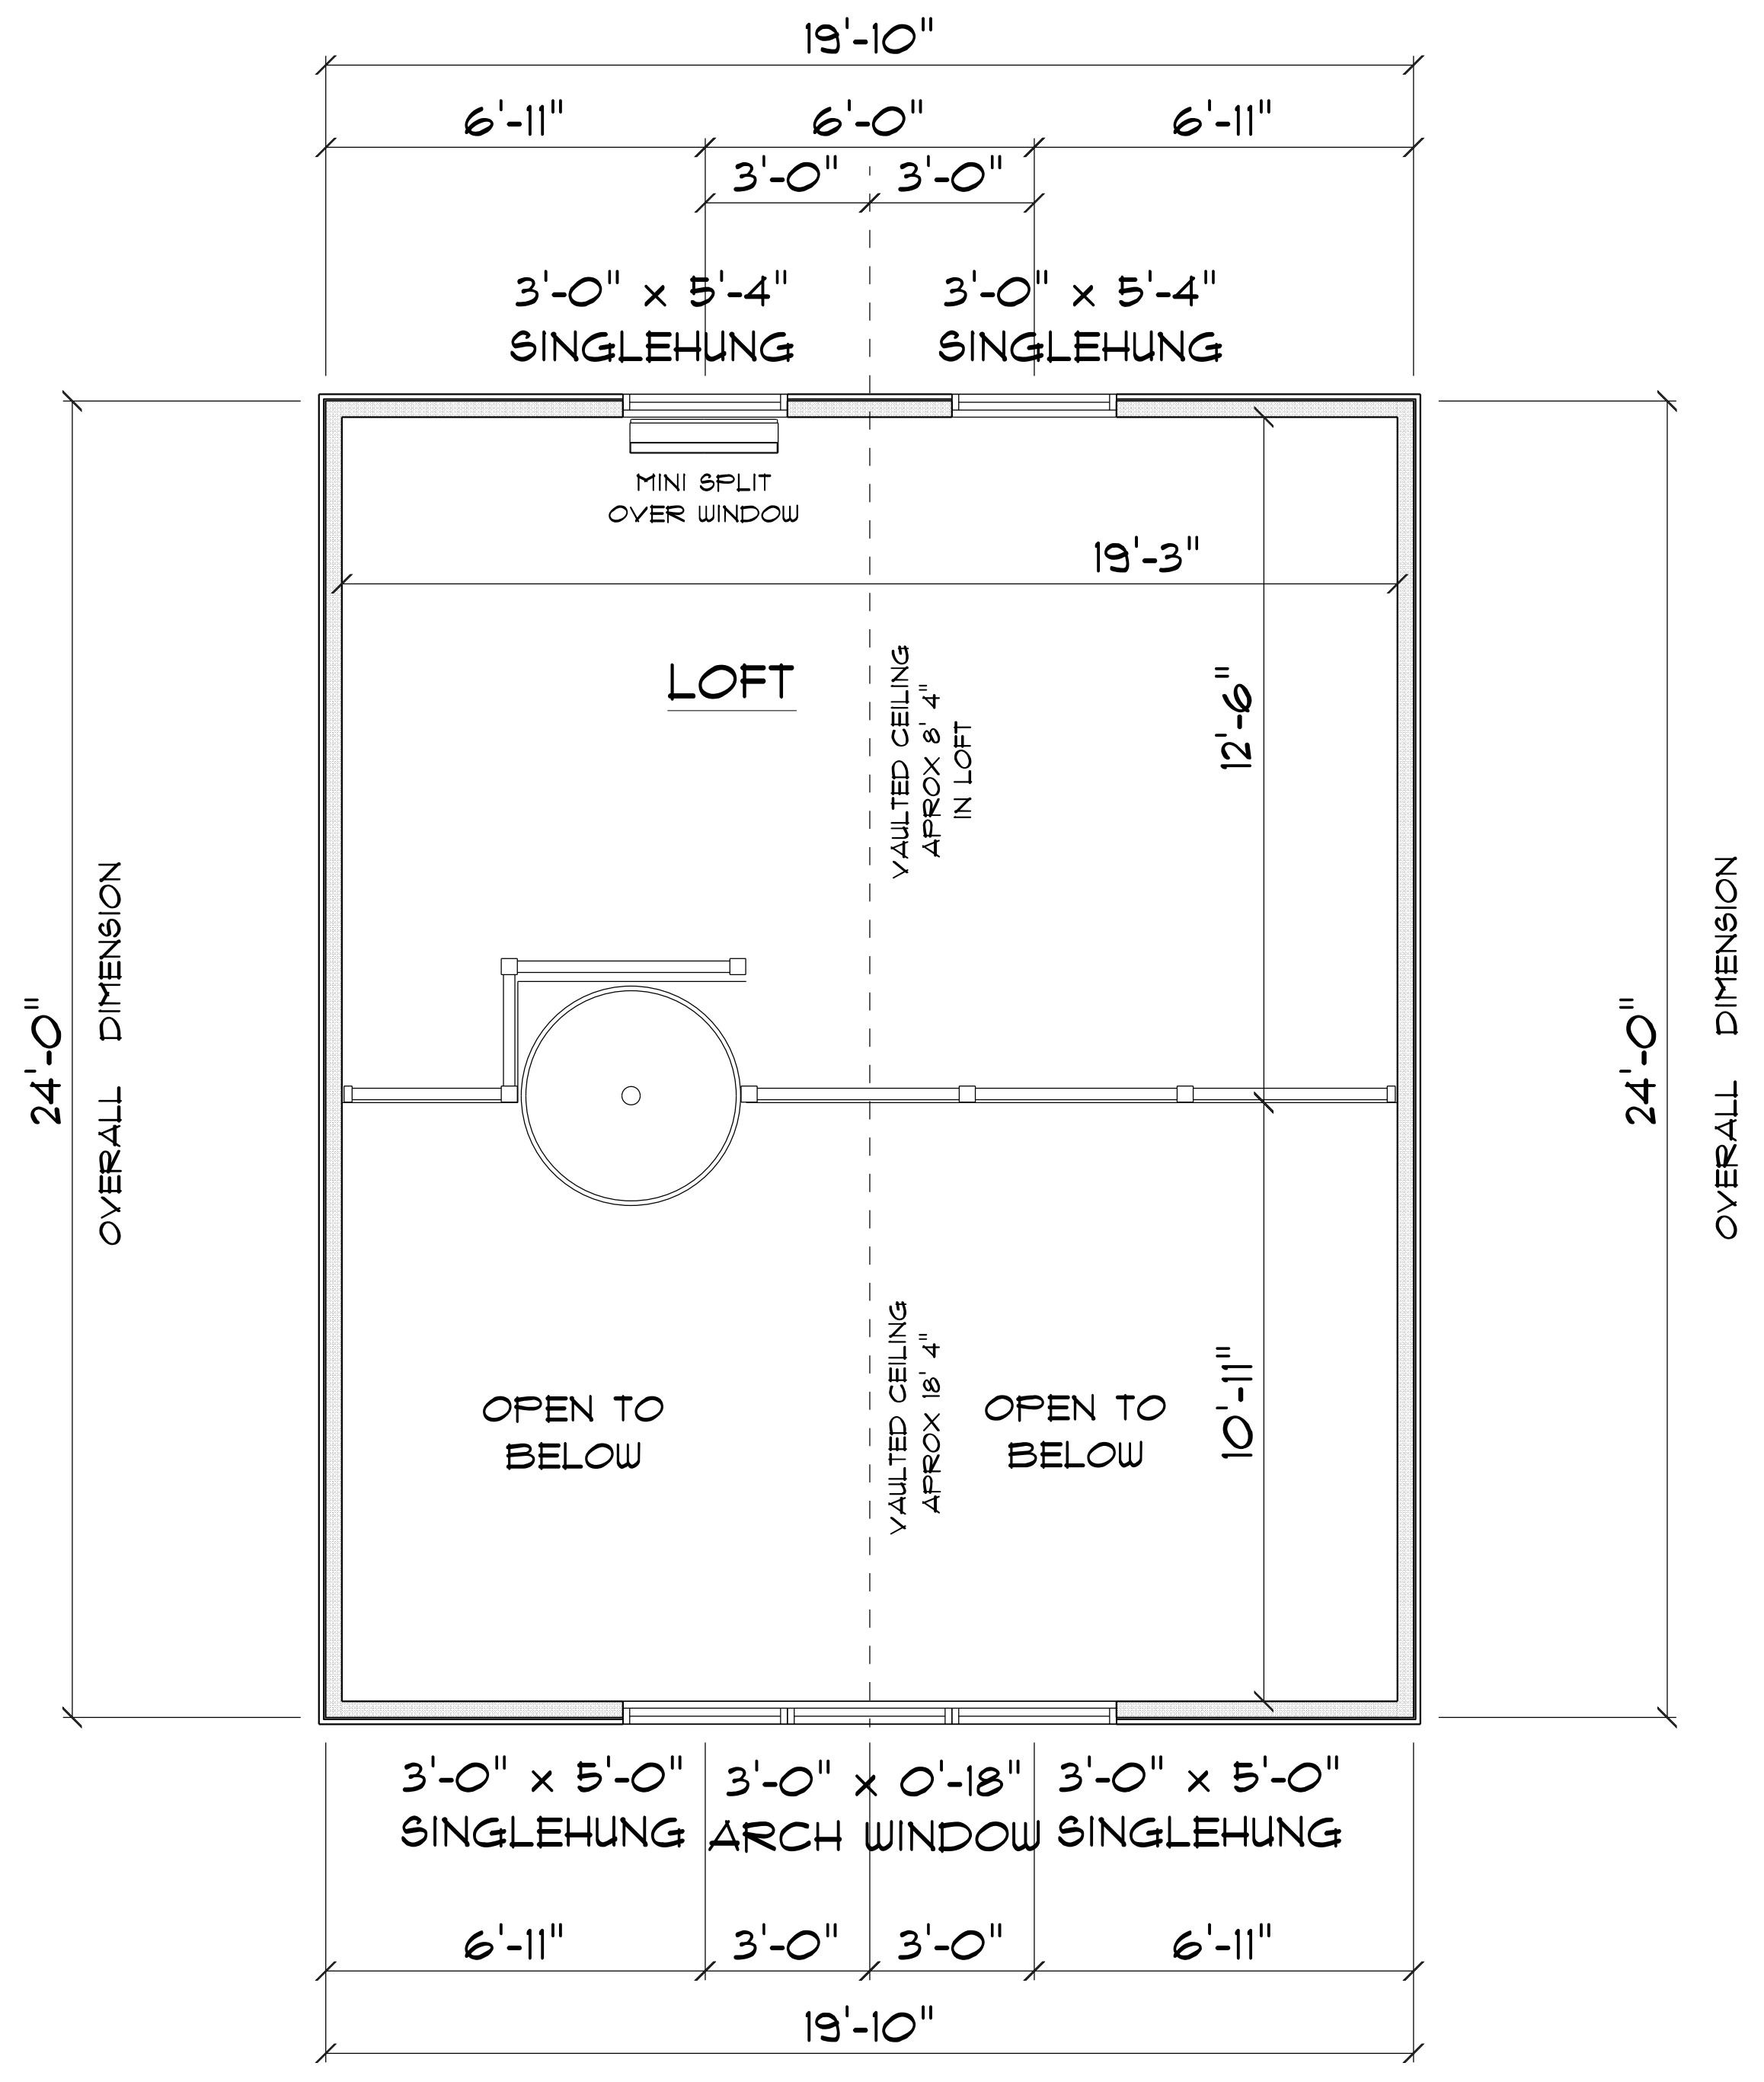 19'-10"
6'-11" 6'-0" 6'-11"
3'-0" 3'-0"
3'-0" x 5'-4" 3'-0" x 5'-4"
SINGLEHUNG SINGLEHUNG
MINI SPLIT
OVER WINDOW
19'-3"
LOFT
VAULTED CEILING
APROX 8' 4"
IN LOFT
12'-6"
24'-0"
OVERALL DIMENSION
24'-0"
OVERALL DIMENSION
VAULTED CEILING
APROX 18' 4"
10'-11"
OPEN TO
BELOW
OPEN TO
BELOW
3'-0" x 5'-0" 3'-0" x 0'-18" 3'-0" x 5'-0"
SINGLEHUNG ARCH WINDOW SINGLEHUNG
6'-11" 3'-0" 3'-0" 6'-11"
19'-10"